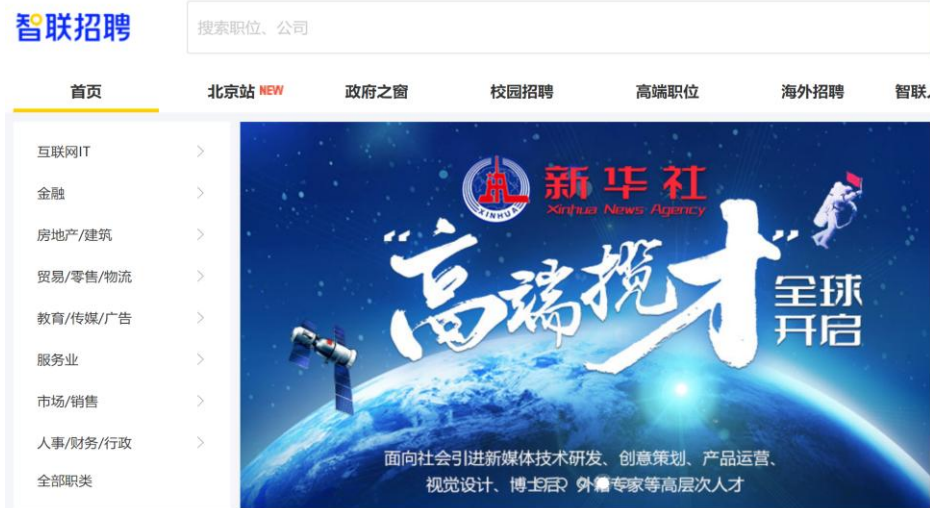 智联招聘
搜索职位、公司
首页 北京站 NEW 政府之窗 校园招聘 高端职位 海外招聘 智联
互联网IT
金融
房地产/建筑
贸易/零售/物流
教育/传媒/广告
服务业
市场/销售
人事/财务/行政
全部职类
XINHUA
新华社
Xinhua News Agency
“高端揽才”
全球
开启
面向社会引进新媒体技术研发、创意策划、产品运营、
视觉设计、博士后、外籍专家等高层次人才